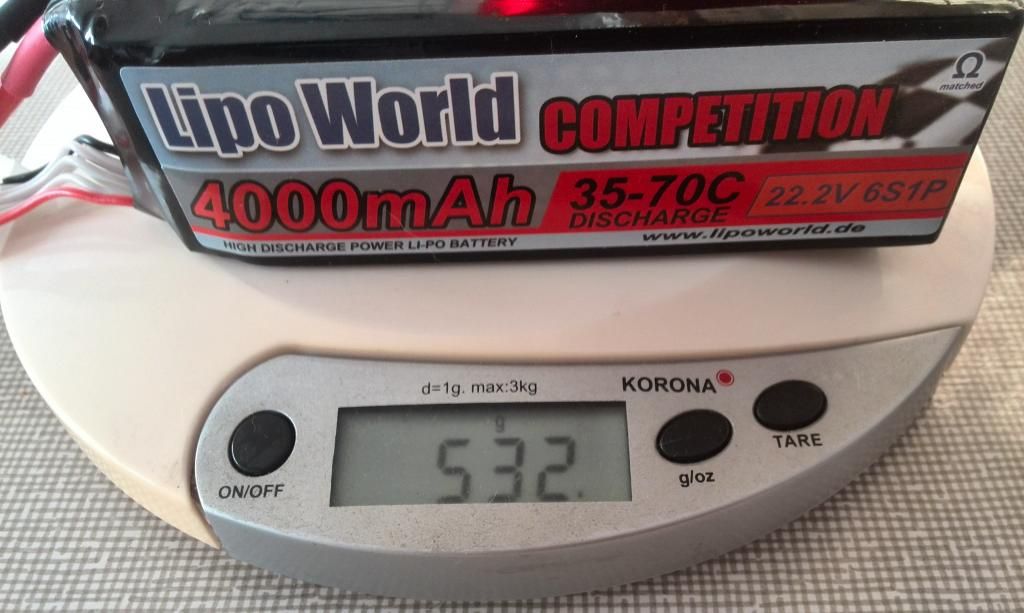 Lipo World COMPETITION
Ω
matched
4000mAh 35-70C 22.2V 6S1P
DISCHARGE
HIGH DISCHARGE POWER LI-PO BATTERY www.lipoworld.de
d=1g. max:3kg
KORONA
g
532
ON/OFF
g/oz
TARE